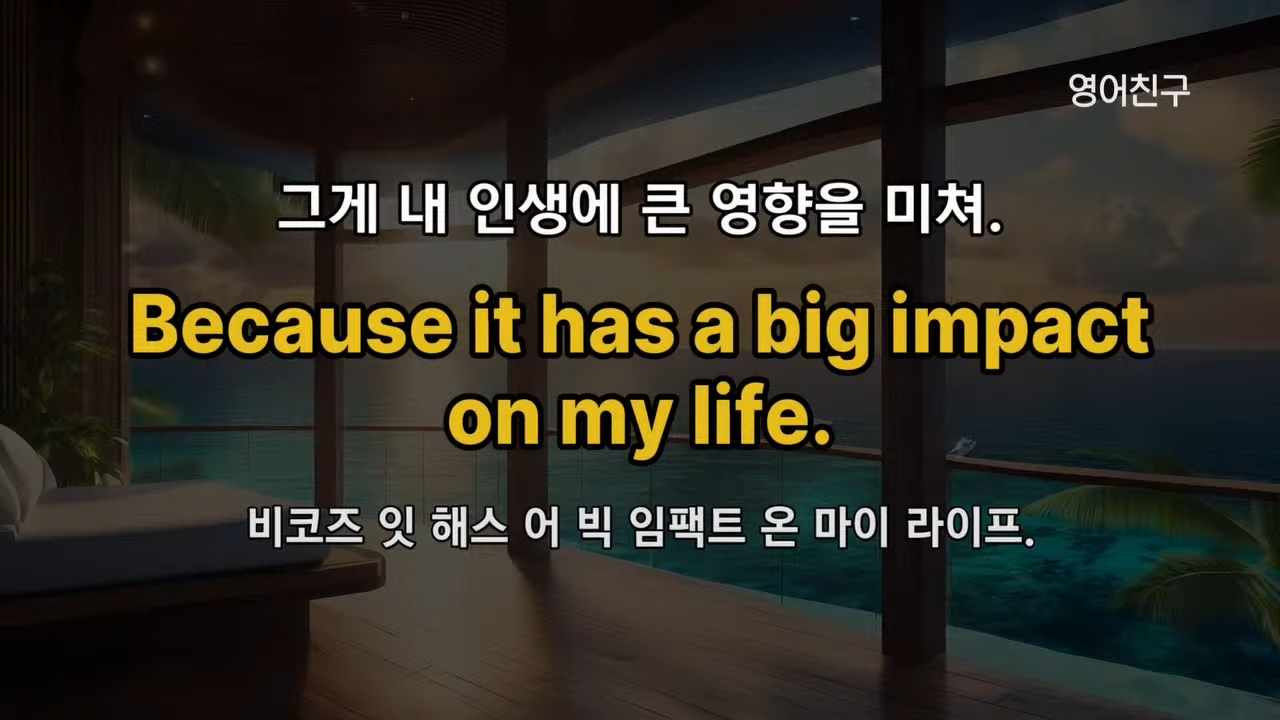 영어친구
그게 내 인생에 큰 영향을 미쳐.
Because it has a big impact
on my life.
비코즈 잇 해스 어 빅 임팩트 온 마이 라이프.